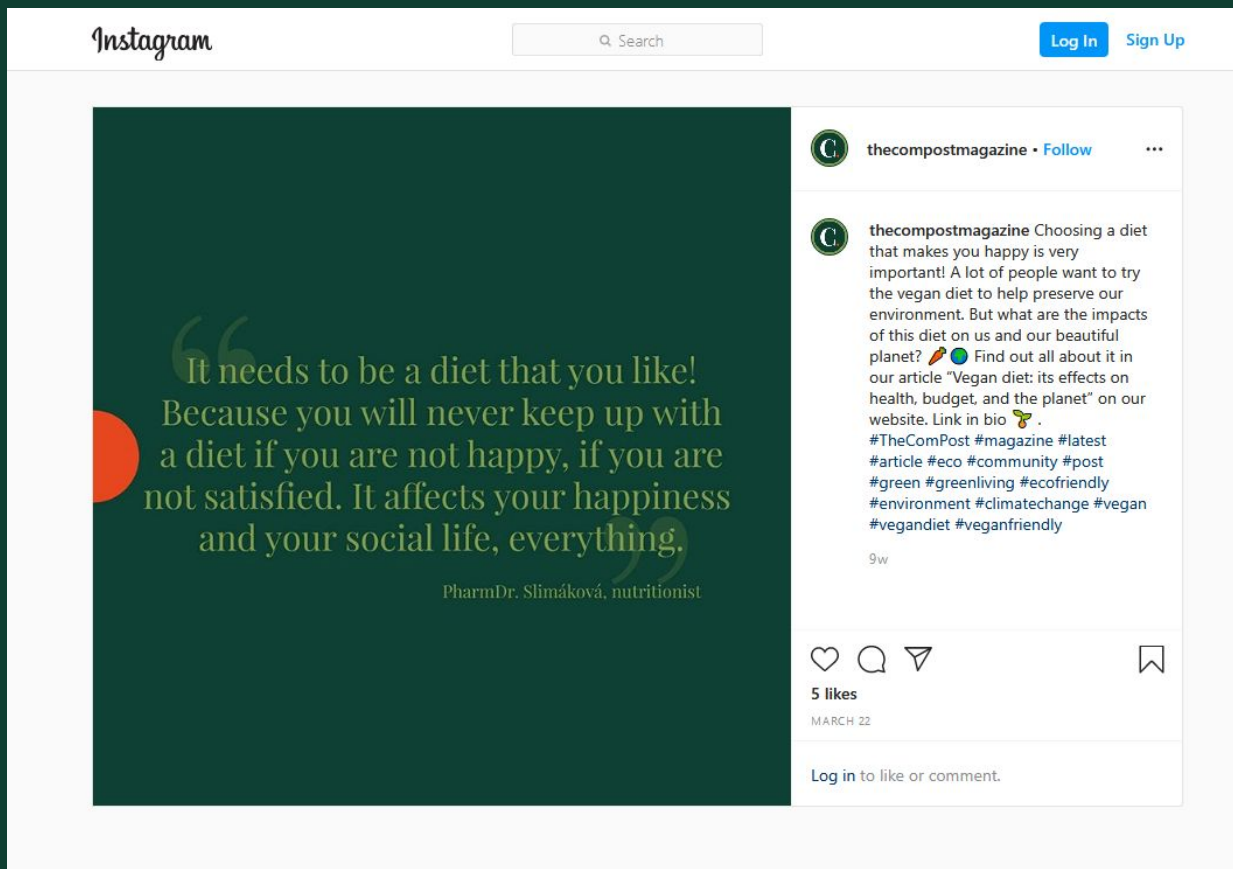 Instagram
Search
Log In
Sign Up
“It needs to be a diet that you like!
Because you will never keep up with
a diet if you are not happy, if you are
not satisfied. It affects your happiness
and your social life, everything.”
PharmDr. Slimáková, nutritionist
C.
thecompostmagazine • Follow
...
C.
thecompostmagazine Choosing a diet
that makes you happy is very
important! A lot of people want to try
the vegan diet to help preserve our
environment. But what are the impacts
of this diet on us and our beautiful
planet? 🥕🌍 Find out all about it in
our article “Vegan diet: its effects on
health, budget, and the planet” on our
website. Link in bio 🌱 .
#TheComPost #magazine #latest
#article #eco #community #post
#green #greenliving #ecofriendly
#environment #climatechange #vegan
#vegandiet #veganfriendly
9w
5 likes
MARCH 22
Log in to like or comment.